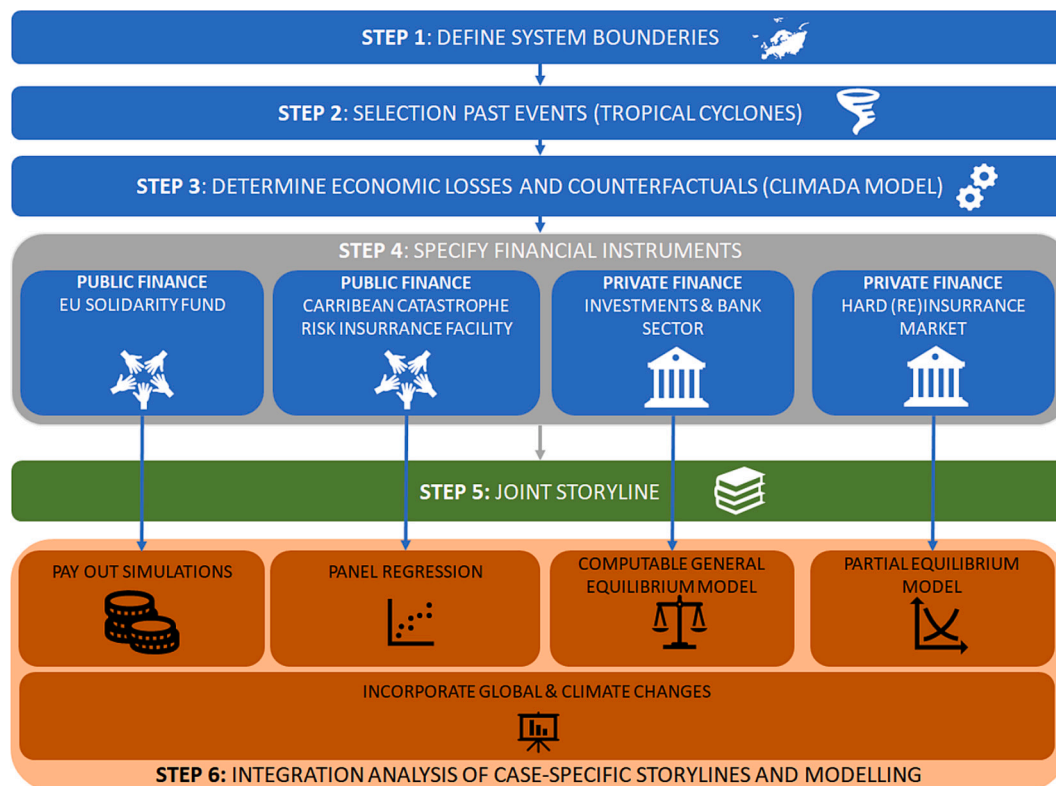 STEP 1: DEFINE SYSTEM BOUNDERIES
STEP 2: SELECTION PAST EVENTS (TROPICAL CYCLONES)
STEP 3: DETERMINE ECONOMIC LOSSES AND COUNTERFACTUALS (CLIMADA MODEL)
STEP 4: SPECIFY FINANCIAL INSTRUMENTS
PUBLIC FINANCE
EU SOLIDARITY FUND
PUBLIC FINANCE
CARRIBEAN CATASTROPHE
RISK INSURRANCE FACILITY
PRIVATE FINANCE
INVESTMENTS & BANK
SECTOR
PRIVATE FINANCE
HARD (RE)INSURRANCE
MARKET
STEP 5: JOINT STORYLINE
PAY OUT SIMULATIONS
PANEL REGRESSION
COMPUTABLE GENERAL
EQUILIBRIUM MODEL
PARTIAL EQUILIBRIUM
MODEL
INCORPORATE GLOBAL & CLIMATE CHANGES
STEP 6: INTEGRATION ANALYSIS OF CASE-SPECIFIC STORYLINES AND MODELLING